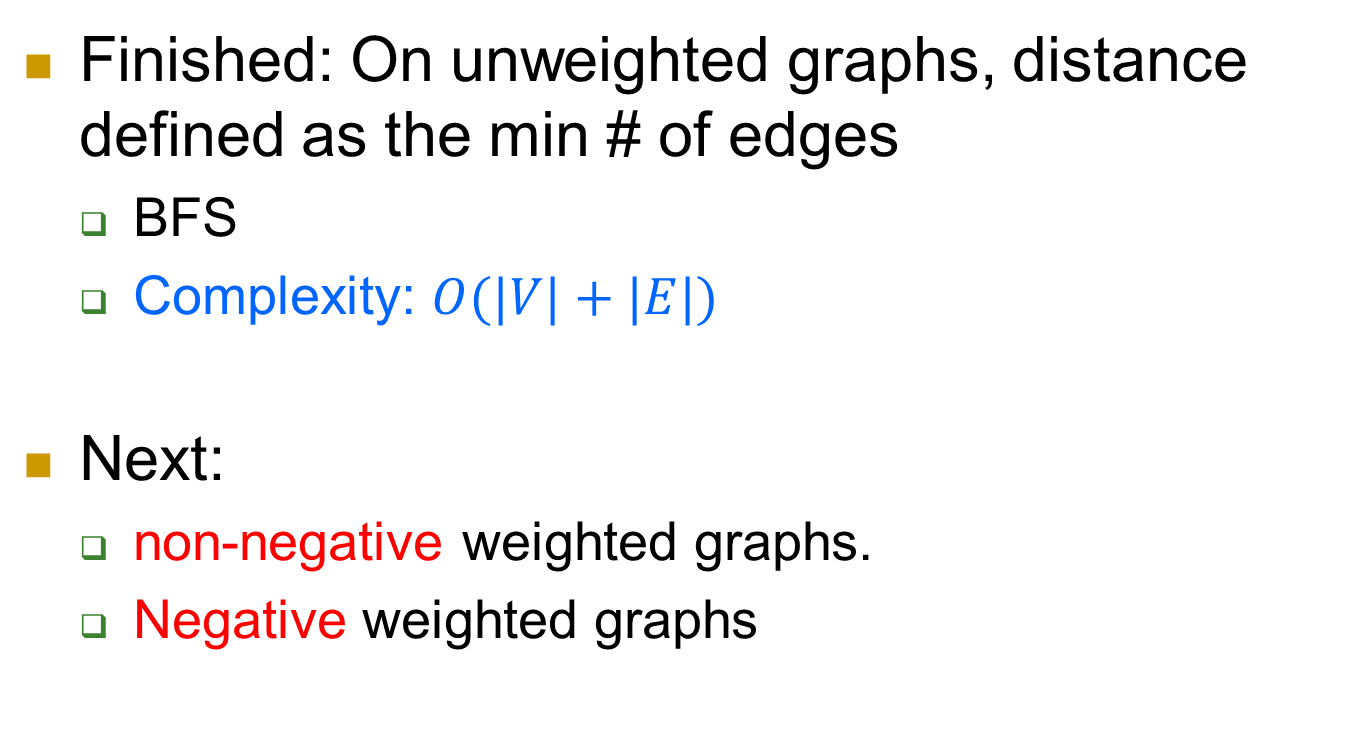 Finished: On unweighted graphs, distance
defined as the min # of edges
BFS
Complexity: 𝑂(|𝑉| + |𝐸|)
Next:
non-negative weighted graphs.
Negative weighted graphs